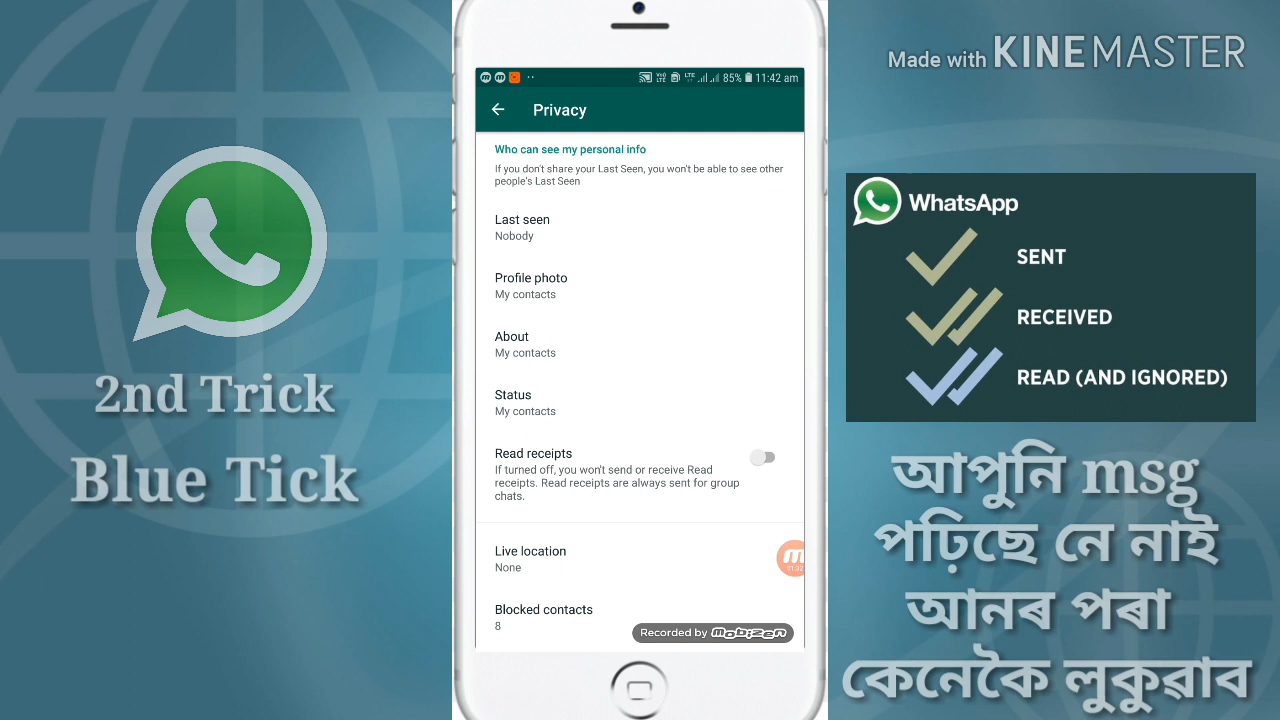 2nd Trick
Blue Tick
85% 11:42 am
Privacy
Who can see my personal info
If you don't share your Last Seen, you won't be able to see other
people's Last Seen
Last seen
Nobody
Profile photo
My contacts
About
My contacts
Status
My contacts
Read receipts
If turned off, you won't send or receive Read
receipts. Read receipts are always sent for group
chats.
Live location
None
Blocked contacts
8
Recorded by mobizen
Made with KINEMASTER
WhatsApp
SENT
RECEIVED
READ (AND IGNORED)
আপুনি msg
পঢ়িছে নে নাই
আনৰ পৰা
কেনেকৈ লুকুৱাব